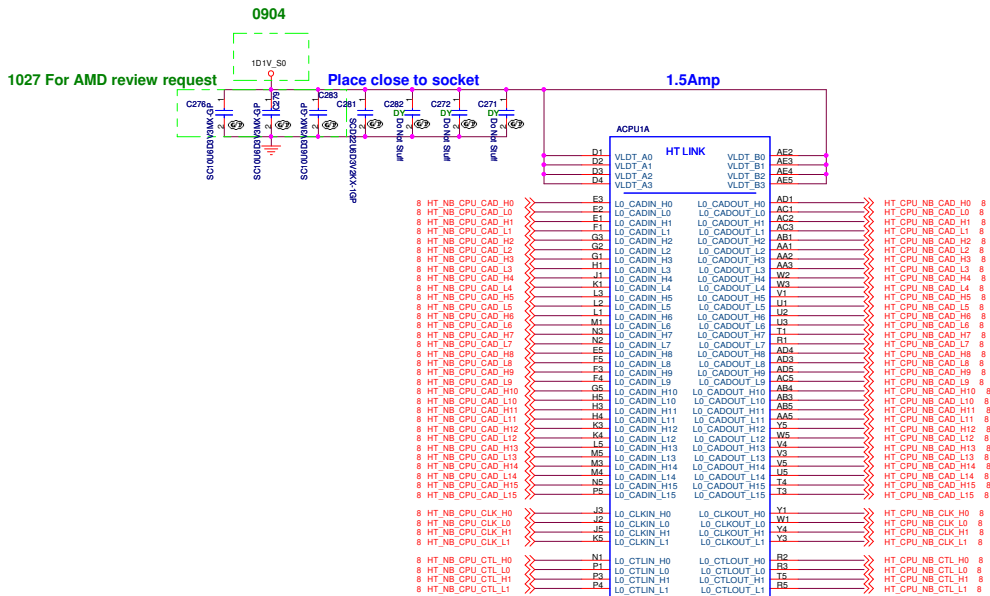 0904
1D1V_S0
1027 For AMD review request
Place close to socket
1.5Amp
C276
C279
C283
C281
C282
C272
C271
1 1 1 1 1 1 1
DY DY DY
2 2 2 2 2 2 2
SC10U6D3V3MX-GP
SC10U6D3V3MX-GP
SC10U6D3V3MX-GP
SCD22U6D3V2KX-1GP
Do Not Stuff
Do Not Stuff
Do Not Stuff
ACPU1A
HT LINK
D1 VLDT_A0 VLDT_B0 AE2
D2 VLDT_A1 VLDT_B1 AE3
D3 VLDT_A2 VLDT_B2 AE4
D4 VLDT_A3 VLDT_B3 AE5
8 HT_NB_CPU_CAD_H0 E3 L0_CADIN_H0 L0_CADOUT_H0 AD1 HT_CPU_NB_CAD_H0 8
8 HT_NB_CPU_CAD_L0 E2 L0_CADIN_L0 L0_CADOUT_L0 AC1 HT_CPU_NB_CAD_L0 8
8 HT_NB_CPU_CAD_H1 E1 L0_CADIN_H1 L0_CADOUT_H1 AC2 HT_CPU_NB_CAD_H1 8
8 HT_NB_CPU_CAD_L1 F1 L0_CADIN_L1 L0_CADOUT_L1 AC3 HT_CPU_NB_CAD_L1 8
8 HT_NB_CPU_CAD_H2 G3 L0_CADIN_H2 L0_CADOUT_H2 AB1 HT_CPU_NB_CAD_H2 8
8 HT_NB_CPU_CAD_L2 G2 L0_CADIN_L2 L0_CADOUT_L2 AA1 HT_CPU_NB_CAD_L2 8
8 HT_NB_CPU_CAD_H3 G1 L0_CADIN_H3 L0_CADOUT_H3 AA2 HT_CPU_NB_CAD_H3 8
8 HT_NB_CPU_CAD_L3 H1 L0_CADIN_L3 L0_CADOUT_L3 AA3 HT_CPU_NB_CAD_L3 8
8 HT_NB_CPU_CAD_H4 J1 L0_CADIN_H4 L0_CADOUT_H4 W2 HT_CPU_NB_CAD_H4 8
8 HT_NB_CPU_CAD_L4 K1 L0_CADIN_L4 L0_CADOUT_L4 W3 HT_CPU_NB_CAD_L4 8
8 HT_NB_CPU_CAD_H5 L3 L0_CADIN_H5 L0_CADOUT_H5 V1 HT_CPU_NB_CAD_H5 8
8 HT_NB_CPU_CAD_L5 L2 L0_CADIN_L5 L0_CADOUT_L5 U1 HT_CPU_NB_CAD_L5 8
8 HT_NB_CPU_CAD_H6 L1 L0_CADIN_H6 L0_CADOUT_H6 U2 HT_CPU_NB_CAD_H6 8
8 HT_NB_CPU_CAD_L6 M1 L0_CADIN_L6 L0_CADOUT_L6 U3 HT_CPU_NB_CAD_L6 8
8 HT_NB_CPU_CAD_H7 N3 L0_CADIN_H7 L0_CADOUT_H7 T1 HT_CPU_NB_CAD_H7 8
8 HT_NB_CPU_CAD_L7 N2 L0_CADIN_L7 L0_CADOUT_L7 R1 HT_CPU_NB_CAD_L7 8
8 HT_NB_CPU_CAD_H8 E5 L0_CADIN_H8 L0_CADOUT_H8 AD4 HT_CPU_NB_CAD_H8 8
8 HT_NB_CPU_CAD_L8 F5 L0_CADIN_L8 L0_CADOUT_L8 AD3 HT_CPU_NB_CAD_L8 8
8 HT_NB_CPU_CAD_H9 F3 L0_CADIN_H9 L0_CADOUT_H9 AD5 HT_CPU_NB_CAD_H9 8
8 HT_NB_CPU_CAD_L9 F4 L0_CADIN_L9 L0_CADOUT_L9 AC5 HT_CPU_NB_CAD_L9 8
8 HT_NB_CPU_CAD_H10 G5 L0_CADIN_H10 L0_CADOUT_H10 AB4 HT_CPU_NB_CAD_H10 8
8 HT_NB_CPU_CAD_L10 H5 L0_CADIN_L10 L0_CADOUT_L10 AB3 HT_CPU_NB_CAD_L10 8
8 HT_NB_CPU_CAD_H11 H3 L0_CADIN_H11 L0_CADOUT_H11 AB5 HT_CPU_NB_CAD_H11 8
8 HT_NB_CPU_CAD_L11 H4 L0_CADIN_L11 L0_CADOUT_L11 AA5 HT_CPU_NB_CAD_L11 8
8 HT_NB_CPU_CAD_H12 K3 L0_CADIN_H12 L0_CADOUT_H12 Y5 HT_CPU_NB_CAD_H12 8
8 HT_NB_CPU_CAD_L12 K4 L0_CADIN_L12 L0_CADOUT_L12 W5 HT_CPU_NB_CAD_L12 8
8 HT_NB_CPU_CAD_H13 L5 L0_CADIN_H13 L0_CADOUT_H13 V4 HT_CPU_NB_CAD_H13 8
8 HT_NB_CPU_CAD_L13 M5 L0_CADIN_L13 L0_CADOUT_L13 V3 HT_CPU_NB_CAD_L13 8
8 HT_NB_CPU_CAD_H14 M3 L0_CADIN_H14 L0_CADOUT_H14 V5 HT_CPU_NB_CAD_H14 8
8 HT_NB_CPU_CAD_L14 M4 L0_CADIN_L14 L0_CADOUT_L14 U5 HT_CPU_NB_CAD_L14 8
8 HT_NB_CPU_CAD_H15 N5 L0_CADIN_H15 L0_CADOUT_H15 T4 HT_CPU_NB_CAD_H15 8
8 HT_NB_CPU_CAD_L15 P5 L0_CADIN_L15 L0_CADOUT_L15 T3 HT_CPU_NB_CAD_L15 8
8 HT_NB_CPU_CLK_H0 J3 L0_CLKIN_H0 L0_CLKOUT_H0 Y1 HT_CPU_NB_CLK_H0 8
8 HT_NB_CPU_CLK_L0 J2 L0_CLKIN_L0 L0_CLKOUT_L0 W1 HT_CPU_NB_CLK_L0 8
8 HT_NB_CPU_CLK_H1 J5 L0_CLKIN_H1 L0_CLKOUT_H1 Y4 HT_CPU_NB_CLK_H1 8
8 HT_NB_CPU_CLK_L1 K5 L0_CLKIN_L1 L0_CLKOUT_L1 Y3 HT_CPU_NB_CLK_L1 8
8 HT_NB_CPU_CTL_H0 N1 L0_CTLIN_H0 L0_CTLOUT_H0 R2 HT_CPU_NB_CTL_H0 8
8 HT_NB_CPU_CTL_L0 P1 L0_CTLIN_L0 L0_CTLOUT_L0 R3 HT_CPU_NB_CTL_L0 8
8 HT_NB_CPU_CTL_H1 P3 L0_CTLIN_H1 L0_CTLOUT_H1 T5 HT_CPU_NB_CTL_H1 8
8 HT_NB_CPU_CTL_L1 P4 L0_CTLIN_L1 L0_CTLOUT_L1 R5 HT_CPU_NB_CTL_L1 8